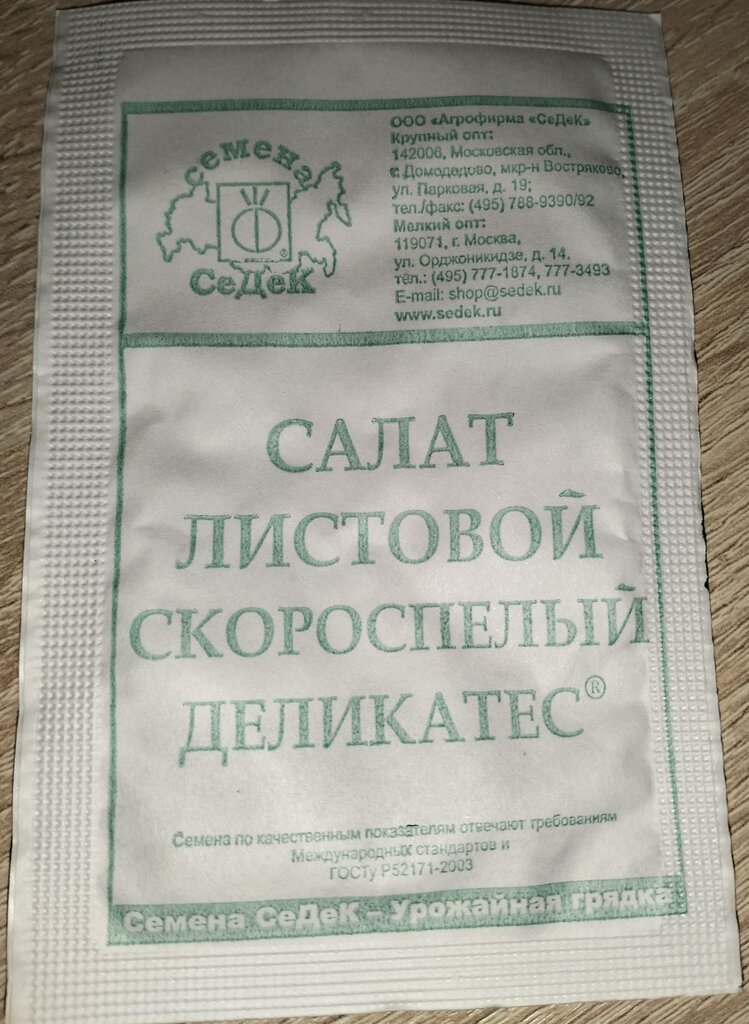 семена
СеДеК
®
ООО «Агрофирма «СеДеК»
Крупный опт:
142006, Московская обл.,
г. Домодедово, мкр-н Востряково,
ул. Парковая, д. 19;
тел./факс: (495) 788-9390/92
Мелкий опт:
119071, г. Москва,
ул. Орджоникидзе, д. 14,
тел.: (495) 777-1874, 777-3493
E-mail: shop@sedek.ru
www.sedek.ru
САЛАТ
ЛИСТОВОЙ
СКОРОСПЕЛЫЙ
ДЕЛИКАТЕС®
Семена по качественным показателям отвечают требованиям
Международных стандартов и
ГОСТу Р52171-2003
Семена СеДеК – Урожайная грядка